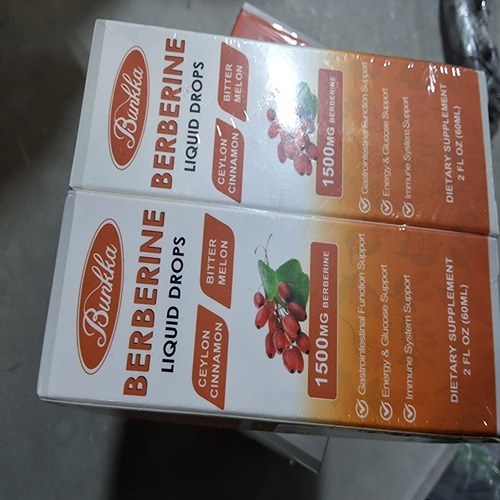 Bunkka
BERBERINE
LIQUID DROPS
CEYLON
CINNAMON
BITTER
MELON
1500MG BERBERINE
Gastrointestinal Function Support
Energy & Glucose Support
Immune System Support
DIETARY SUPPLEMENT
2 FL OZ (60ML)
Bunkka
BERBERINE
LIQUID DROPS
CEYLON
CINNAMON
BITTER
MELON
1500MG BERBERINE
Gastrointestinal Function Support
Energy & Glucose Support
Immune System Support
DIETARY SUPPLEMENT
2 FL OZ (60ML)